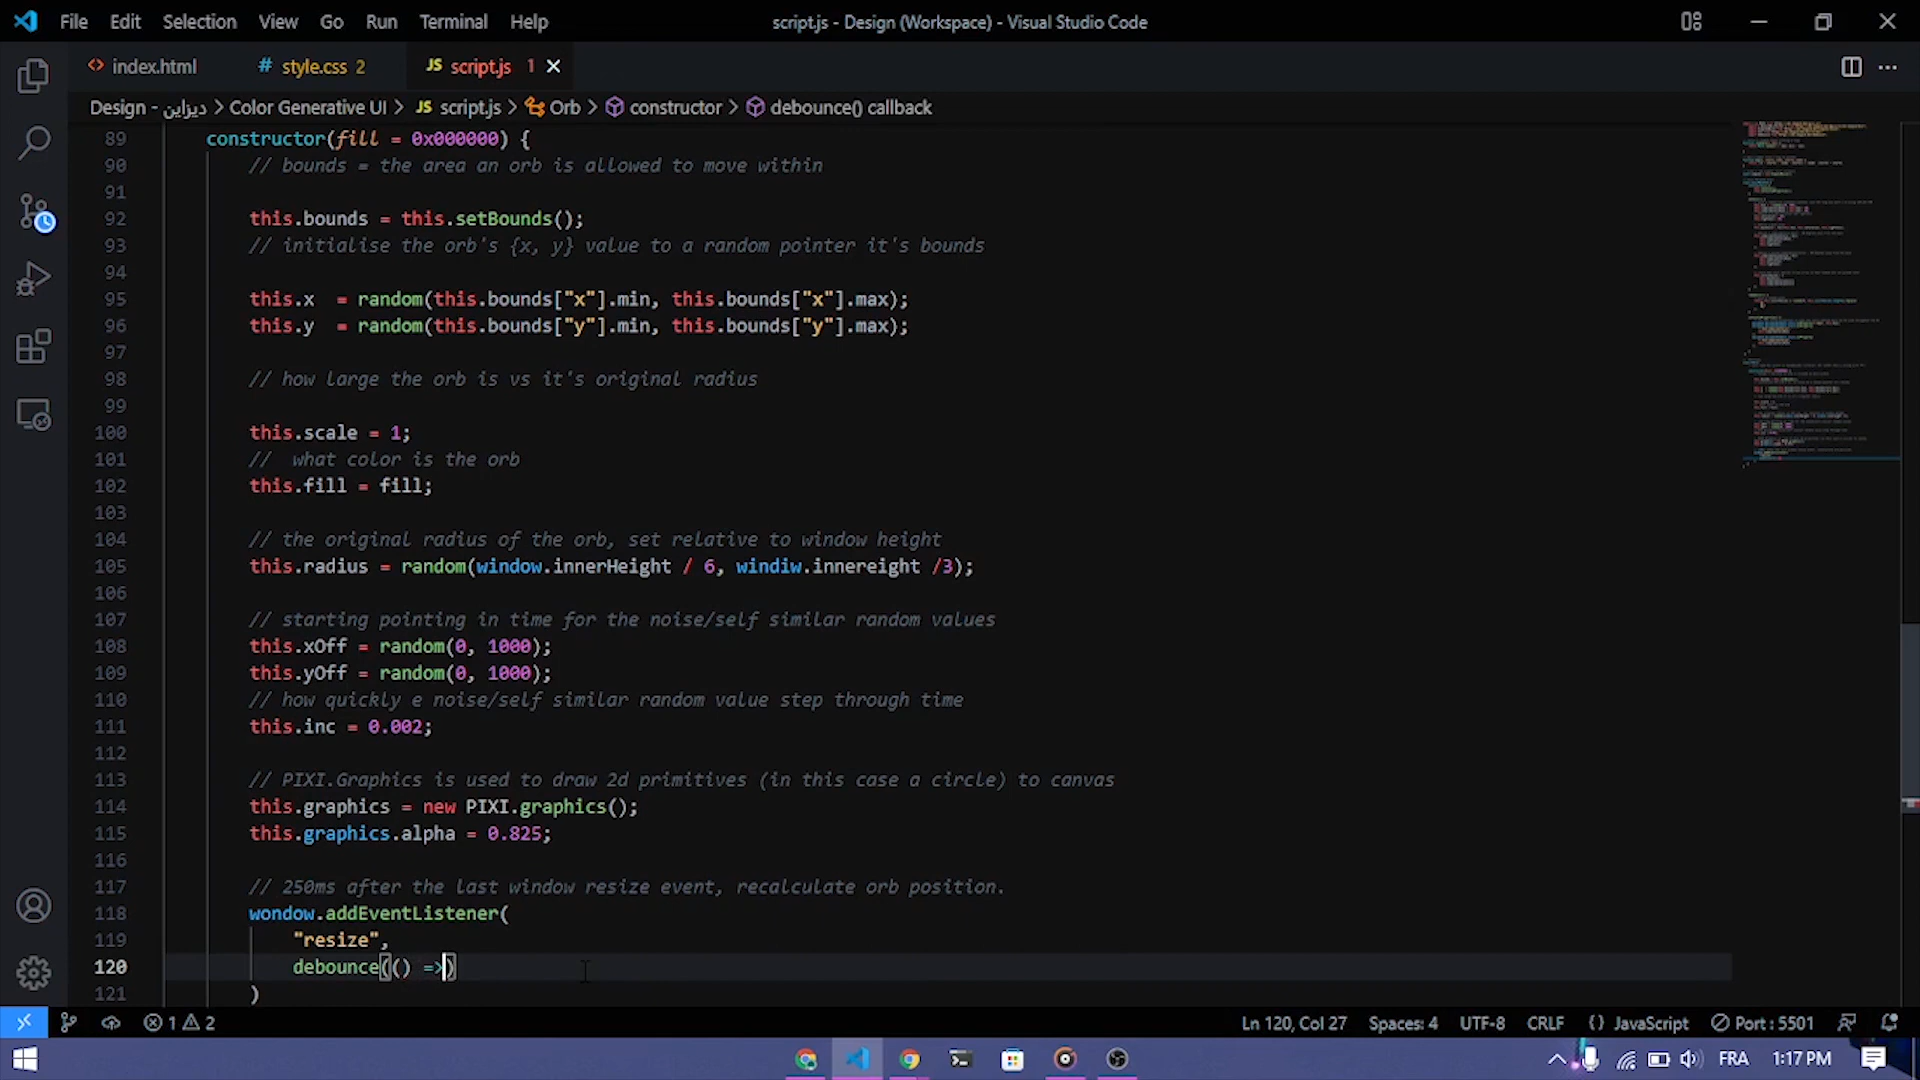 File Edit Selection View Go Run Terminal Help
script.js - Design (Workspace) - Visual Studio Code
<> index.html # style.css 2 JS script.js 1
Design - ديزاين > Color Generative UI > JS script.js > Orb > constructor > debounce() callback
89 constructor(fill = 0x000000) {
90 // bounds = the area an orb is allowed to move within
91
92 this.bounds = this.setBounds();
93 // initialise the orb's {x, y} value to a random pointer it's bounds
94
95 this.x = random(this.bounds["x"].min, this.bounds["x"].max);
96 this.y = random(this.bounds["y"].min, this.bounds["y"].max);
97
98 // how large the orb is vs it's original radius
99
100 this.scale = 1;
101 // what color is the orb
102 this.fill = fill;
103
104 // the original radius of the orb, set relative to window height
105 this.radius = random(window.innerHeight / 6, windiw.innereight /3);
106
107 // starting pointing in time for the noise/self similar random values
108 this.xOff = random(0, 1000);
109 this.yOff = random(0, 1000);
110 // how quickly e noise/self similar random value step through time
111 this.inc = 0.002;
112
113 // PIXI.Graphics is used to draw 2d primitives (in this case a circle) to canvas
114 this.graphics = new PIXI.graphics();
115 this.graphics.alpha = 0.825;
116
117 // 250ms after the last window resize event, recalculate orb position.
118 wondow.addEventListener(
119 "resize",
120 debounce(() =>)
121 )
1 2 Ln 120, Col 27 Spaces: 4 UTF-8 CRLF {} JavaScript Port : 5501
FRA 1:17 PM